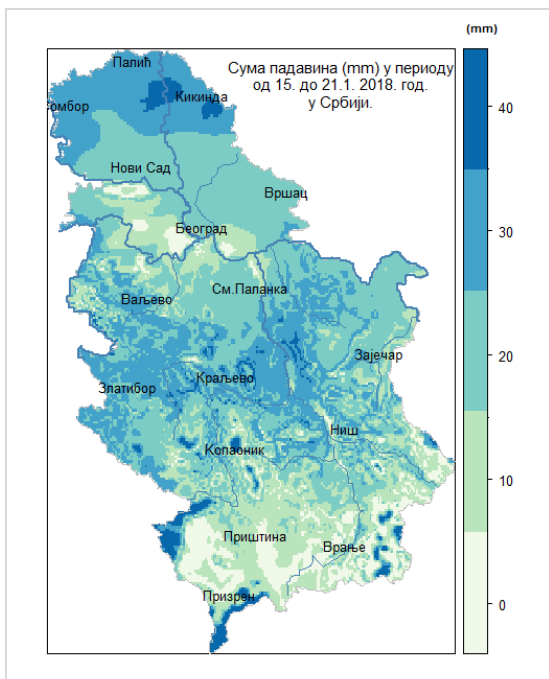 (mm)
Сума падавина (mm) у периоду
од 15. до 21.1. 2018. год.
у Србији.
Палић
Кикинда
омбор
Нови Сад
Вршац
Београд
Ваљево
См.Паланка
Зајечар
Златибор
Краљево
Ниш
Копаоник
Приштина
Врање
Призрен
40
30
20
10
0